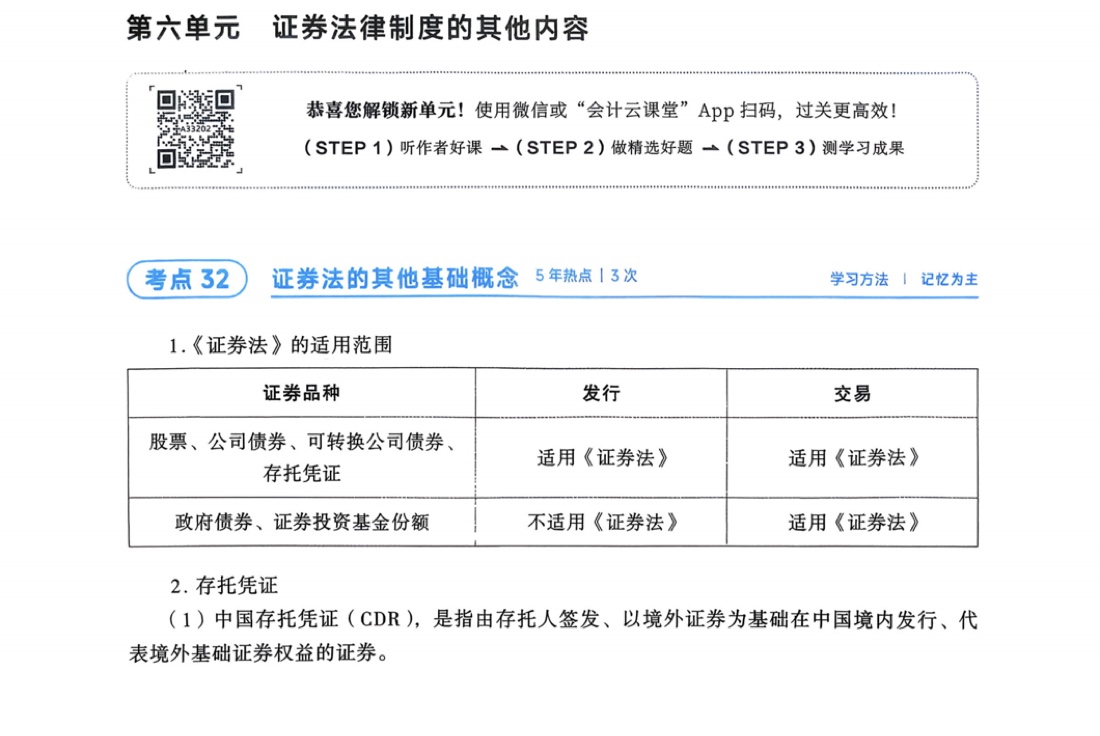 第六单元 证券法律制度的其他内容
恭喜您解锁新单元！使用微信或“会计云课堂”App 扫码，过关更高效！
A33202
（STEP 1）听作者好课 ⇀（STEP 2）做精选好题 ⇀（STEP 3）测学习成果
考点 32 证券法的其他基础概念 5 年热点 | 3 次 学习方法 | 记忆为主
1.《证券法》的适用范围
证券品种 发行 交易
股票、公司债券、可转换公司债券、
存托凭证 适用《证券法》 适用《证券法》
政府债券、证券投资基金份额 不适用《证券法》 适用《证券法》
2. 存托凭证
（1）中国存托凭证（CDR），是指由存托人签发、以境外证券为基础在中国境内发行、代
表境外基础证券权益的证券。